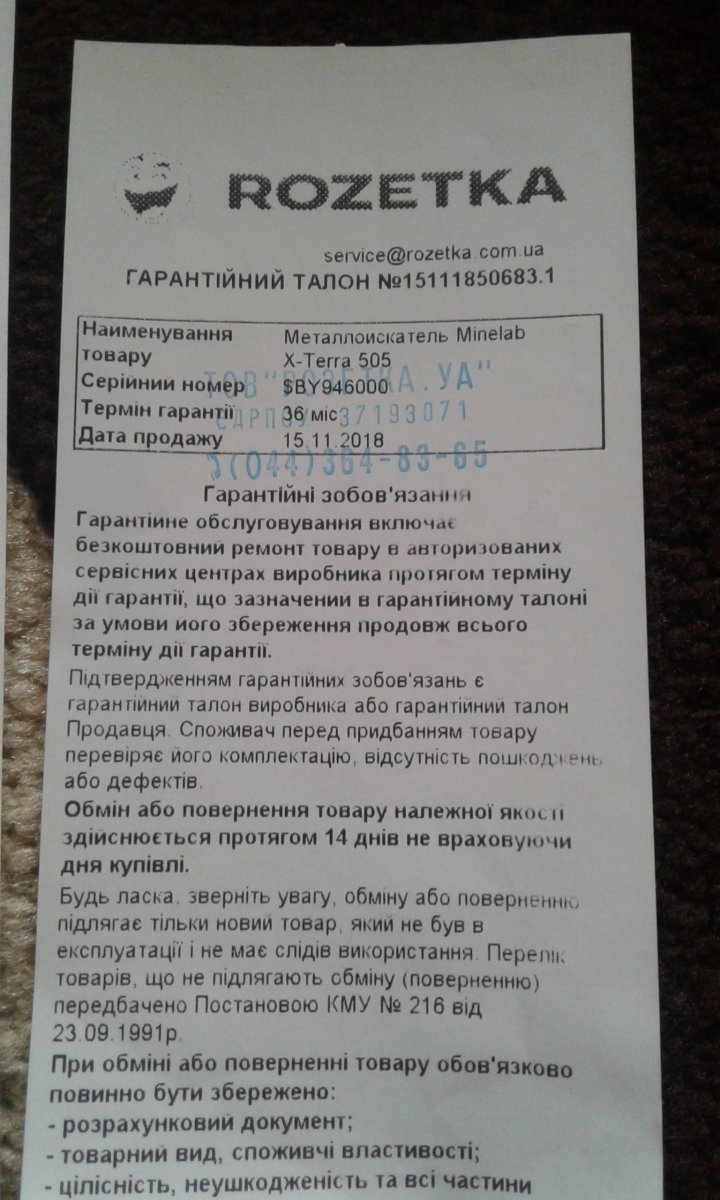 ROZETKA
service@rozetka.com.ua
ГАРАНТІЙНИЙ ТАЛОН №15111850683.1
Наименування товару
Металлоискатель Minelab X-Terra 505
Серійний номер $BY946000
Термін гарантії 36 міс
Дата продажу 15.11.2018
ТОВ "РОЗЕТКА.УА"
37193071
(044)364-83-65
Гарантійні зобов'язання
Гарантійне обслуговування включає
безкоштовний ремонт товару в авторизованих
сервісних центрах виробника протягом терміну
дії гарантії, що зазначений в гарантійному талоні
за умови його збереження продовж всього
терміну дії гарантії.
Підтвердженням гарантійних зобов'язань є
гарантійний талон виробника або гарантійний талон
Продавця. Споживач перед придбанням товару
перевіряє його комплектацію, відсутність пошкоджень
або дефектів.
Обмін або повернення товару належної якості
здійснюється протягом 14 днів не враховуючи
дня купівлі.
Будь ласка, зверніть увагу, обміну або поверненню
підлягає тільки новий товар, який не був в
експлуатації і не має слідів використання. Перелік
товарів, що не підлягають обміну (поверненню)
передбачено Постановою КМУ № 216 від
23.09.1991р.
При обміні або поверненні товару обов'язково
повинно бути збережено:
- розрахунковий документ;
- товарний вид, споживчі властивості;
- цілісність, неушкодженість та всі частини